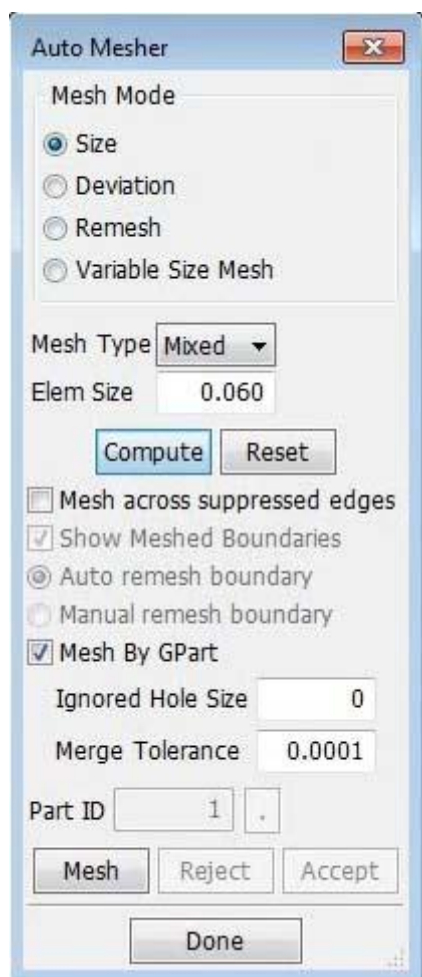 Auto Mesher
Mesh Mode
Size
Deviation
Remesh
Variable Size Mesh
Mesh Type Mixed
Elem Size 0.060
Compute Reset
Mesh across suppressed edges
Show Meshed Boundaries
Auto remesh boundary
Manual remesh boundary
Mesh By GPart
Ignored Hole Size 0
Merge Tolerance 0.0001
Part ID 1 .
Mesh Reject Accept
Done